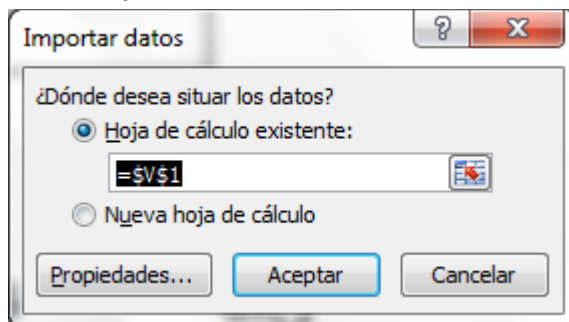 Importar datos
¿Dónde desea situar los datos?
Hoja de cálculo existente:
=$V$1
Nueva hoja de cálculo
Propiedades... Aceptar Cancelar